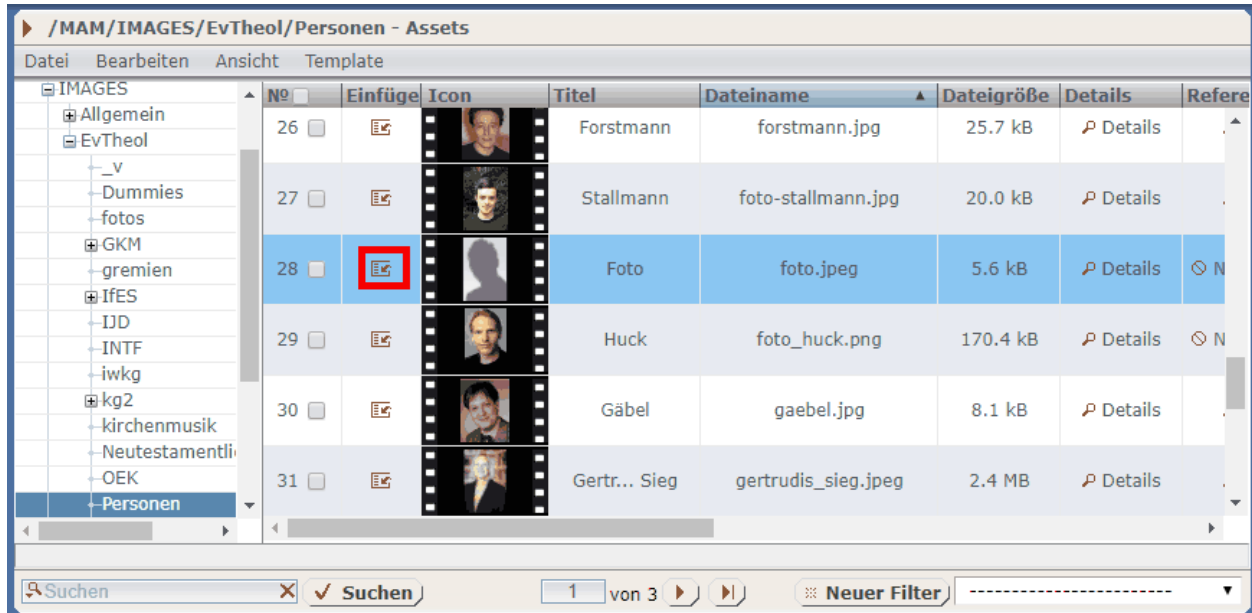 /MAM/IMAGES/EvTheol/Personen - Assets
Datei Bearbeiten Ansicht Template
IMAGES
Allgemein
EvTheol
_v
Dummies
fotos
GKM
gremien
IfES
IJD
INTF
iwkg
kg2
kirchenmusik
Neutestamentli
OEK
Personen
Nº Einfüge Icon Titel Dateiname Dateigröße Details Refere
26 Forstmann forstmann.jpg 25.7 kB Details
27 Stallmann foto-stallmann.jpg 20.0 kB Details
28 Foto foto.jpeg 5.6 kB Details N
29 Huck foto_huck.png 170.4 kB Details N
30 Gäbel gaebel.jpg 8.1 kB Details
31 Gertr... Sieg gertrudis_sieg.jpeg 2.4 MB Details
Suchen Suchen 1 von 3 Neuer Filter -------------------------